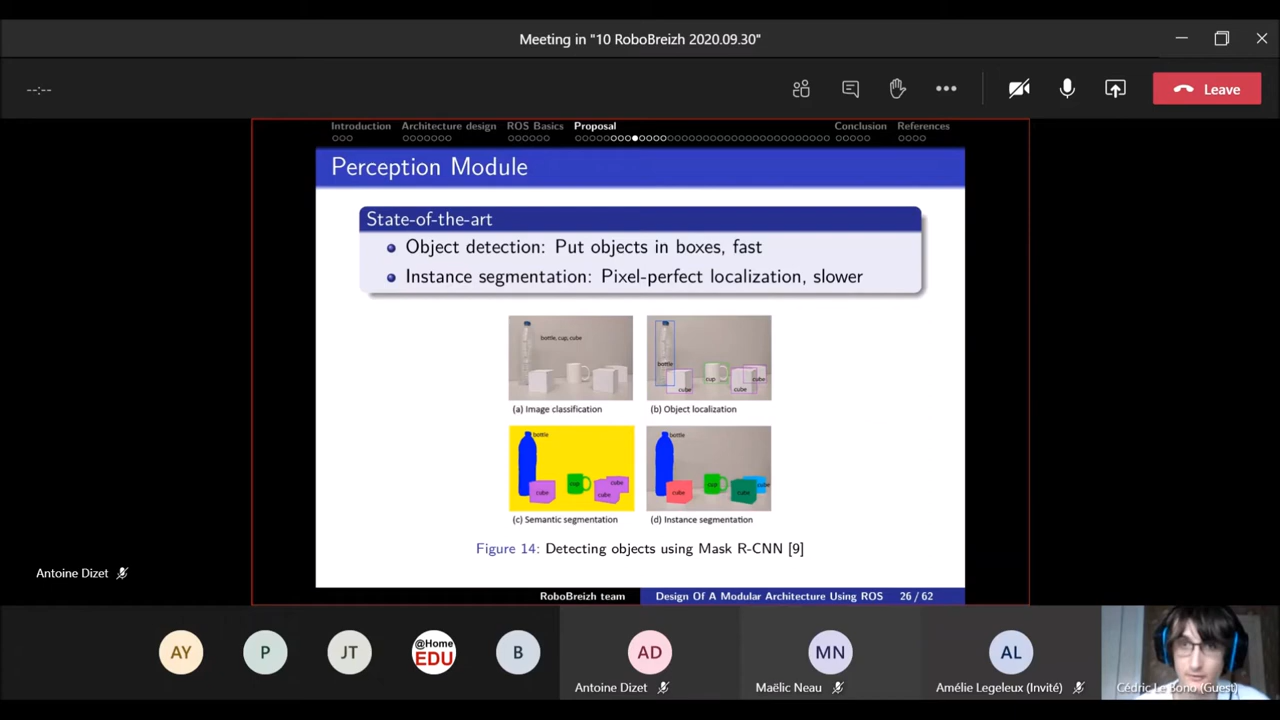 Meeting in "10 RoboBreizh 2020.09.30"
--:--
Leave
Introduction Architecture design ROS Basics Proposal Conclusion References
Perception Module
State-of-the-art
Object detection: Put objects in boxes, fast
Instance segmentation: Pixel-perfect localization, slower
bottle, cup, cube
(a) Image classification
bottle
cup
cube
cube
cube
(b) Object localization
bottle
cube
cup
cube
cube
(c) Semantic segmentation
bottle
cube
cup
cube
cube
(d) Instance segmentation
Figure 14: Detecting objects using Mask R-CNN [9]
RoboBreizh team Design Of A Modular Architecture Using ROS 26 / 62
Antoine Dizet
AY
P
JT
@Home
EDU
B
AD
Antoine Dizet
MN
Maëlic Neau
AL
Amélie Legeleux (Invité)
Cédric Le Bono (Guest)